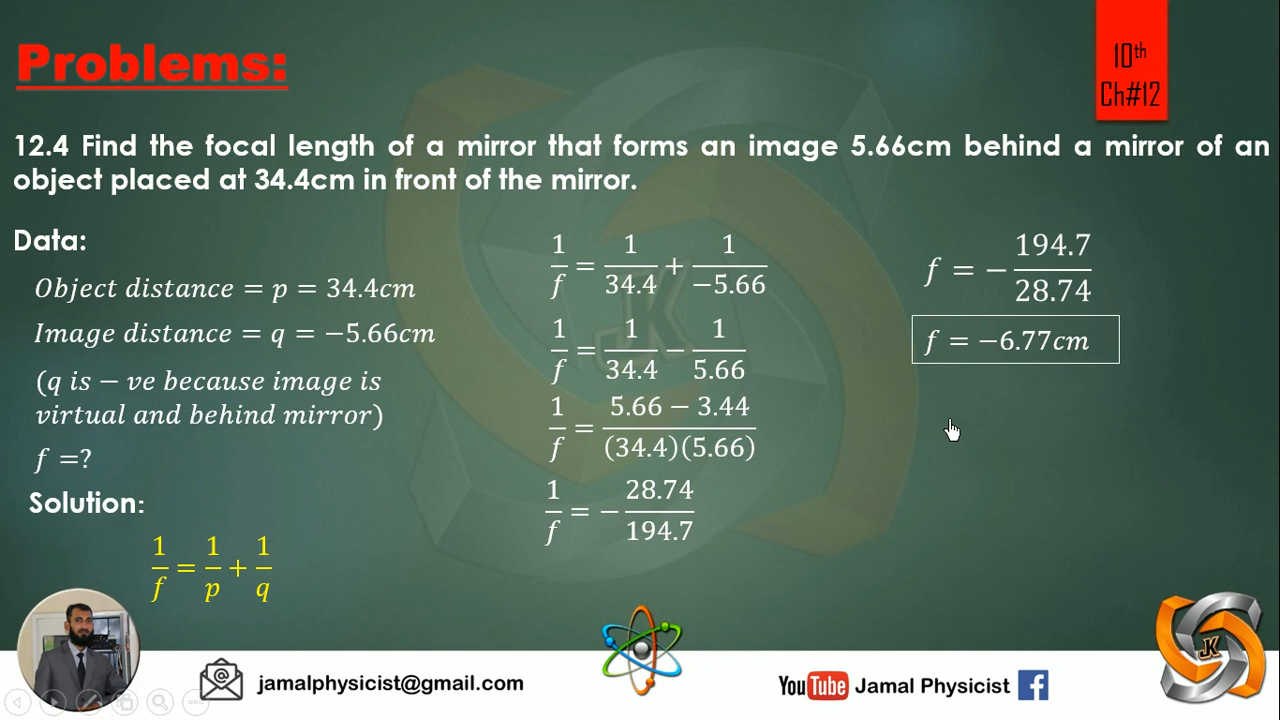 Problems:
10th
Ch#12
12.4 Find the focal length of a mirror that forms an image 5.66cm behind a mirror of an
object placed at 34.4cm in front of the mirror.
Data:
Object distance = p = 34.4cm
Image distance = q = −5.66cm
(q is − ve because image is
virtual and behind mirror)
f =?
Solution:
1/f = 1/p + 1/q
1/f = 1/34.4 + 1/−5.66
1/f = 1/34.4 − 1/5.66
1/f = 5.66 − 3.44/(34.4)(5.66)
1/f = − 28.74/194.7
f = − 194.7/28.74
f = −6.77cm
JK
jamalphysicist@gmail.com
YouTube Jamal Physicist f
JK